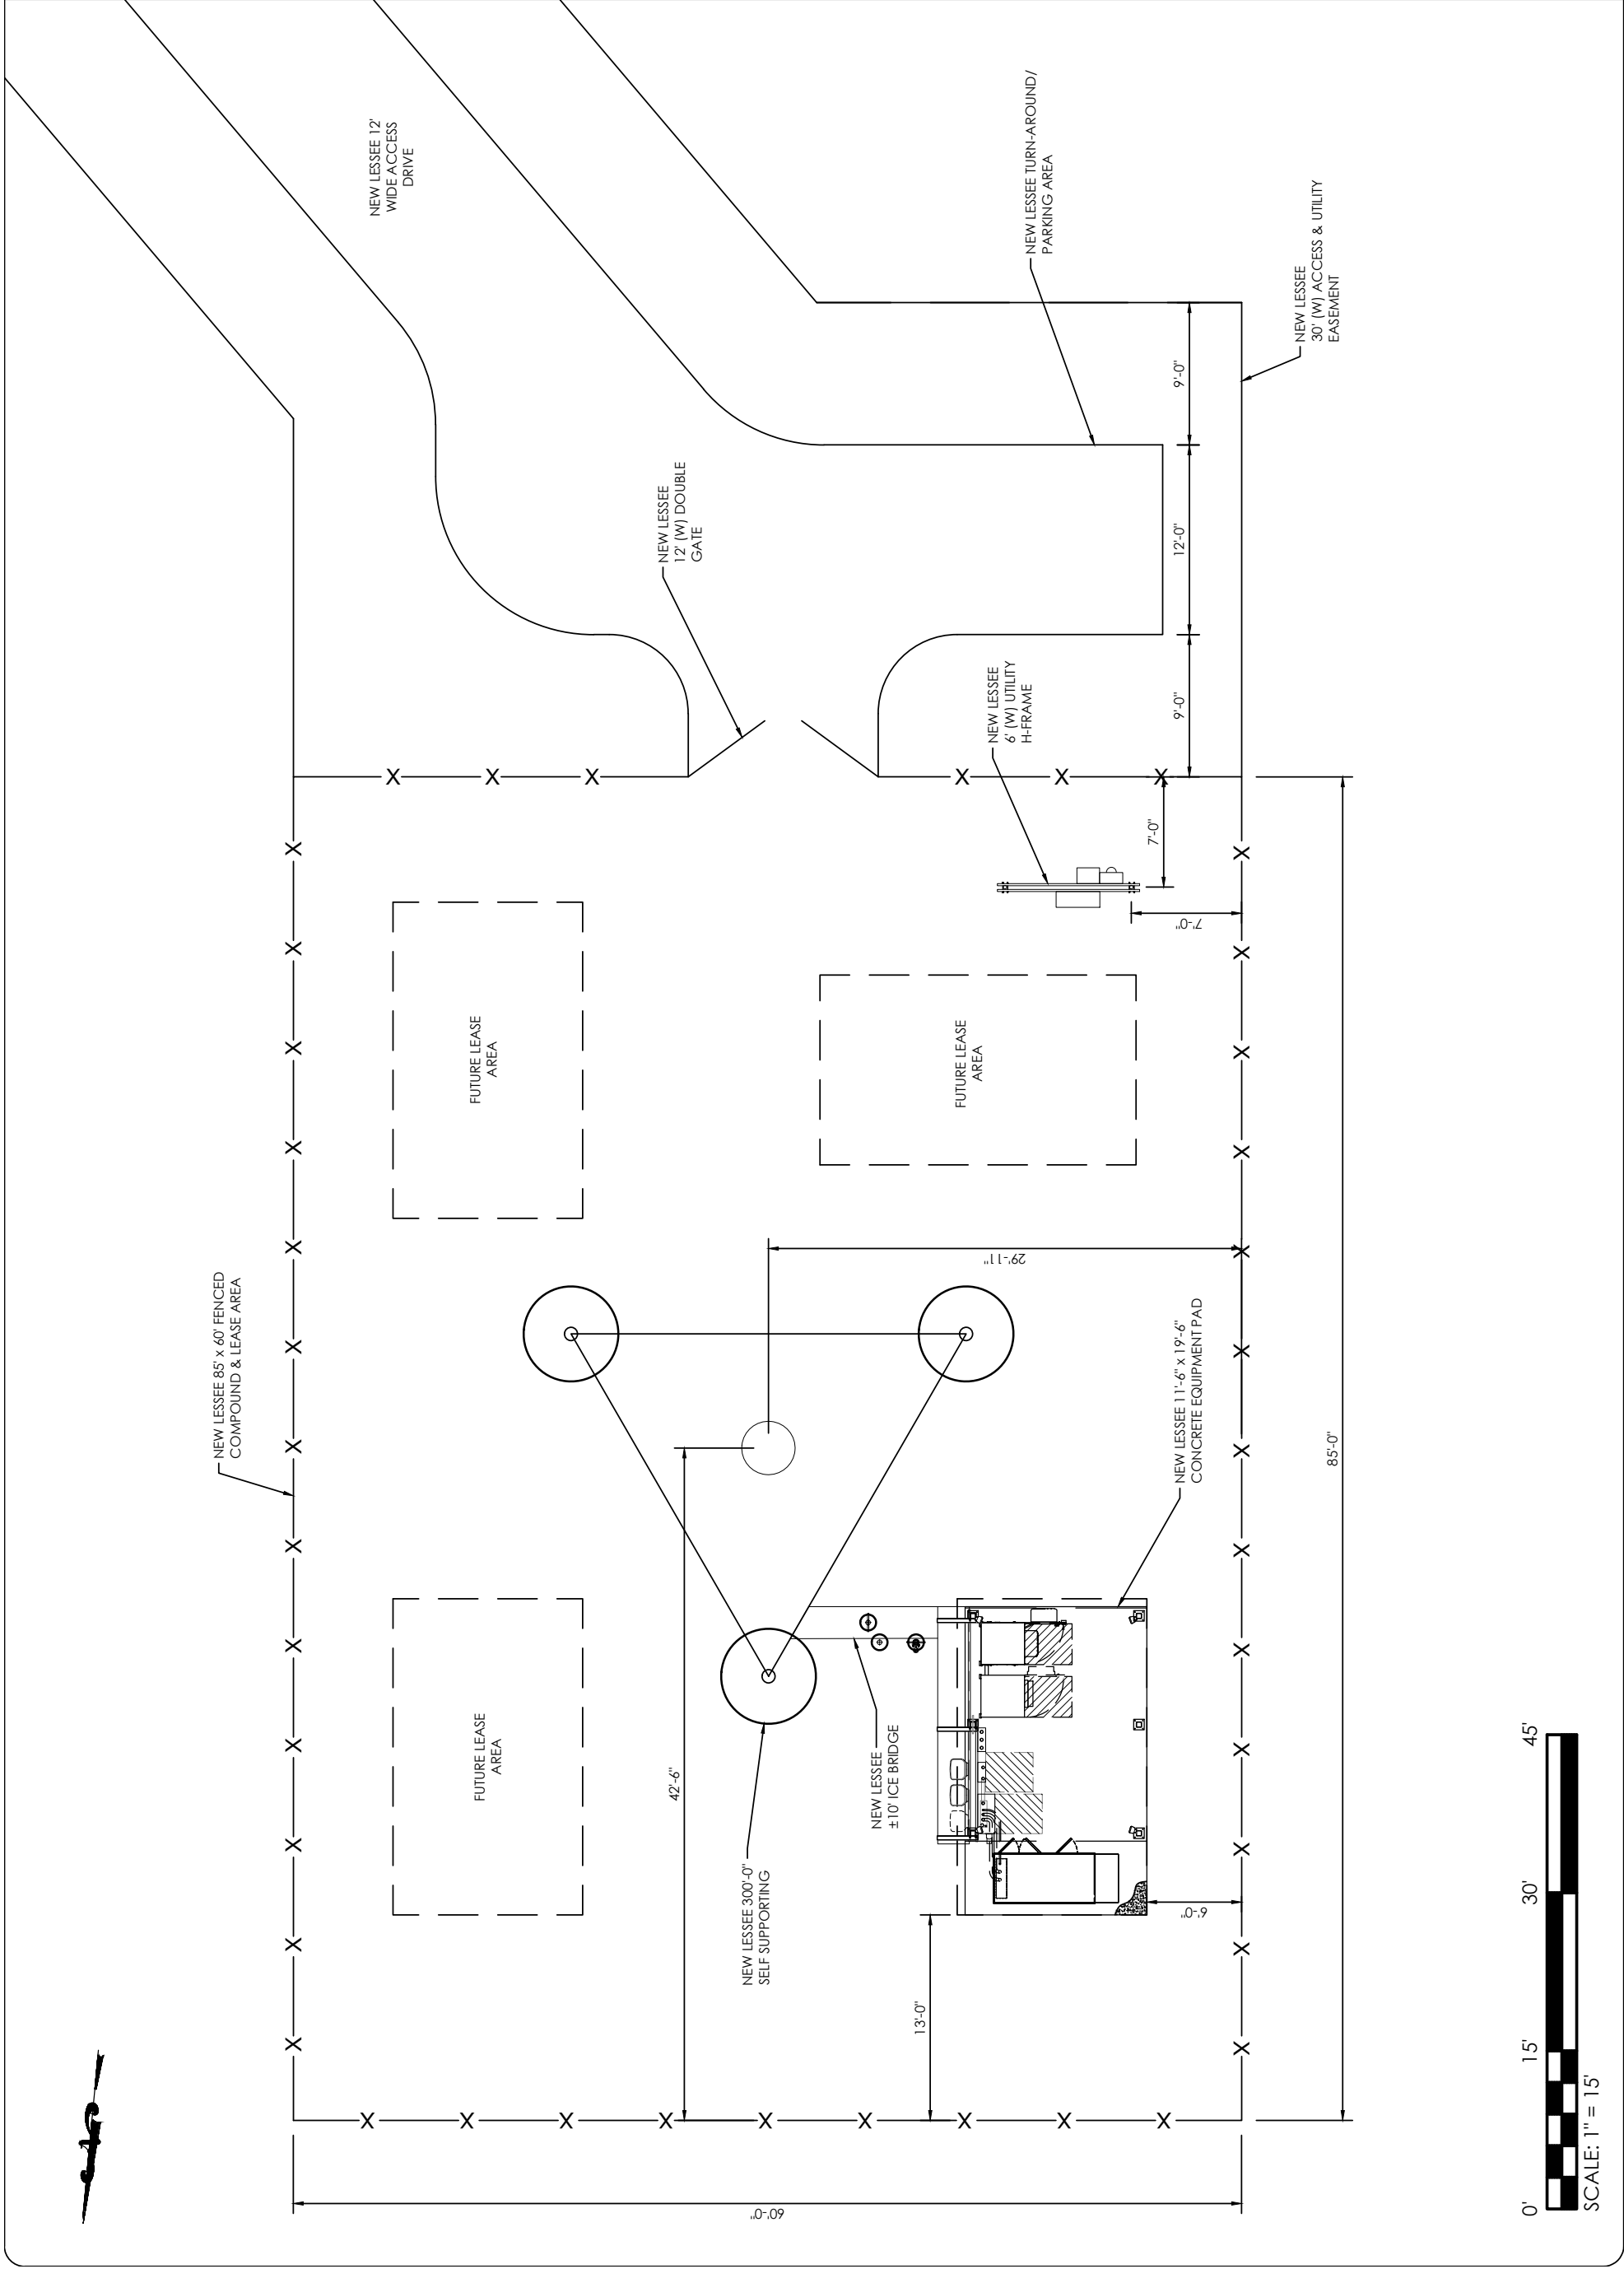 NEW LESSEE 85' x 60' FENCED
COMPOUND & LEASE AREA
NEW LESSEE 12'
WIDE ACCESS
DRIVE
FUTURE LEASE
AREA
FUTURE LEASE
AREA
NEW LESSEE
12' (W) DOUBLE
GATE
60'-0"
42'-6"
NEW LESSEE 300'-0"
SELF SUPPORTING
NEW LESSEE
±10' ICE BRIDGE
13'-0"
29'-11"
FUTURE LEASE
AREA
NEW LESSEE
6' (W) UTILITY
H-FRAME
NEW LESSEE TURN-AROUND/
PARKING AREA
7'-0"
7'-0"
9'-0"
12'-0"
9'-0"
6'-0"
NEW LESSEE 11'-6" x 19'-6"
CONCRETE EQUIPMENT PAD
NEW LESSEE
30' (W) ACCESS & UTILITY
EASEMENT
85'-0"
0'
15'
30'
45'
SCALE: 1" = 15'